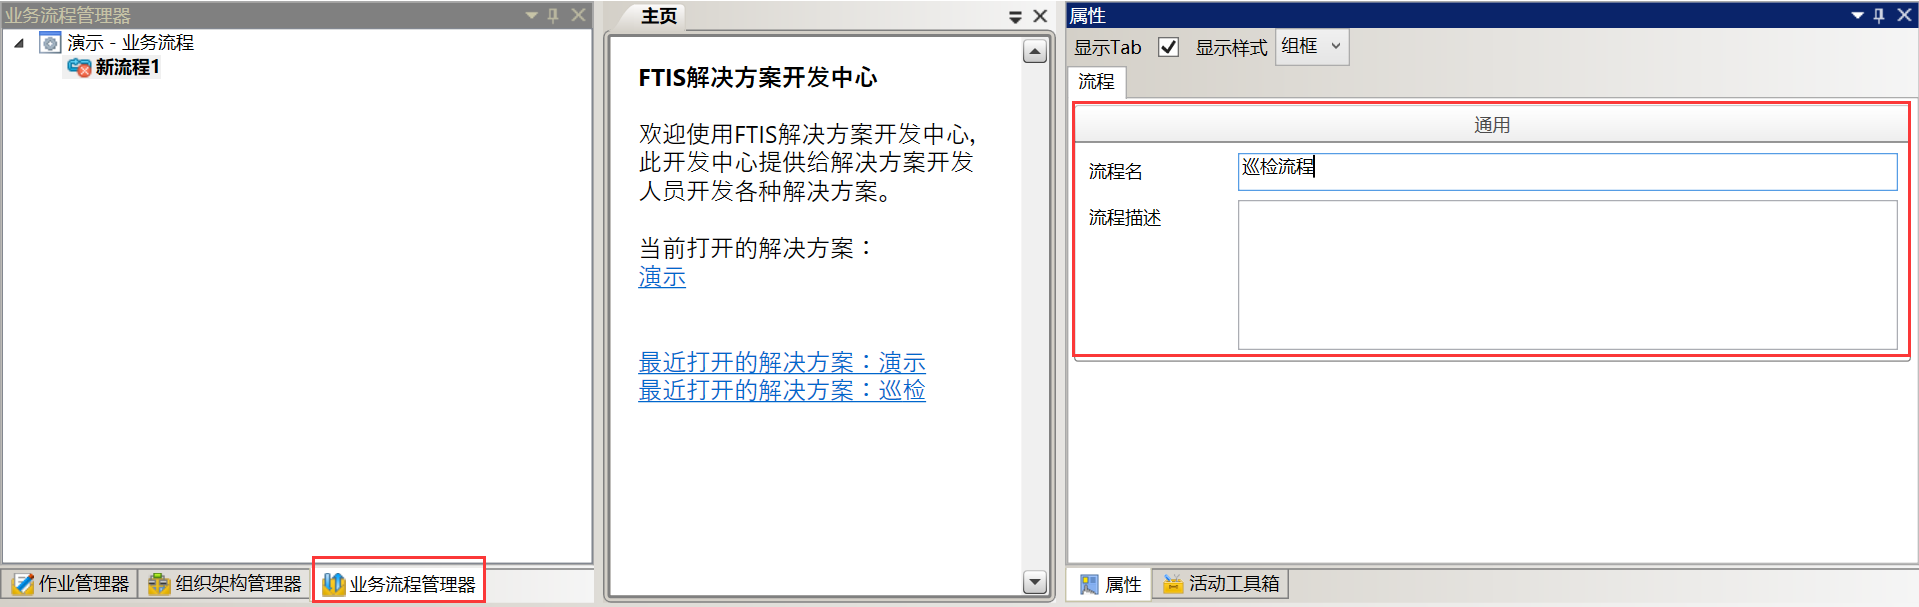 业务流程管理器
演示 - 业务流程
新流程1
作业管理器
组织架构管理器
业务流程管理器
主页
FTIS解决方案开发中心
欢迎使用FTIS解决方案开发中心,
此开发中心提供给解决方案开发
人员开发各种解决方案。
当前打开的解决方案：
演示
最近打开的解决方案：演示
最近打开的解决方案：巡检
属性
显示Tab 显示样式 组框
流程
通用
流程名 巡检流程
流程描述
属性
活动工具箱